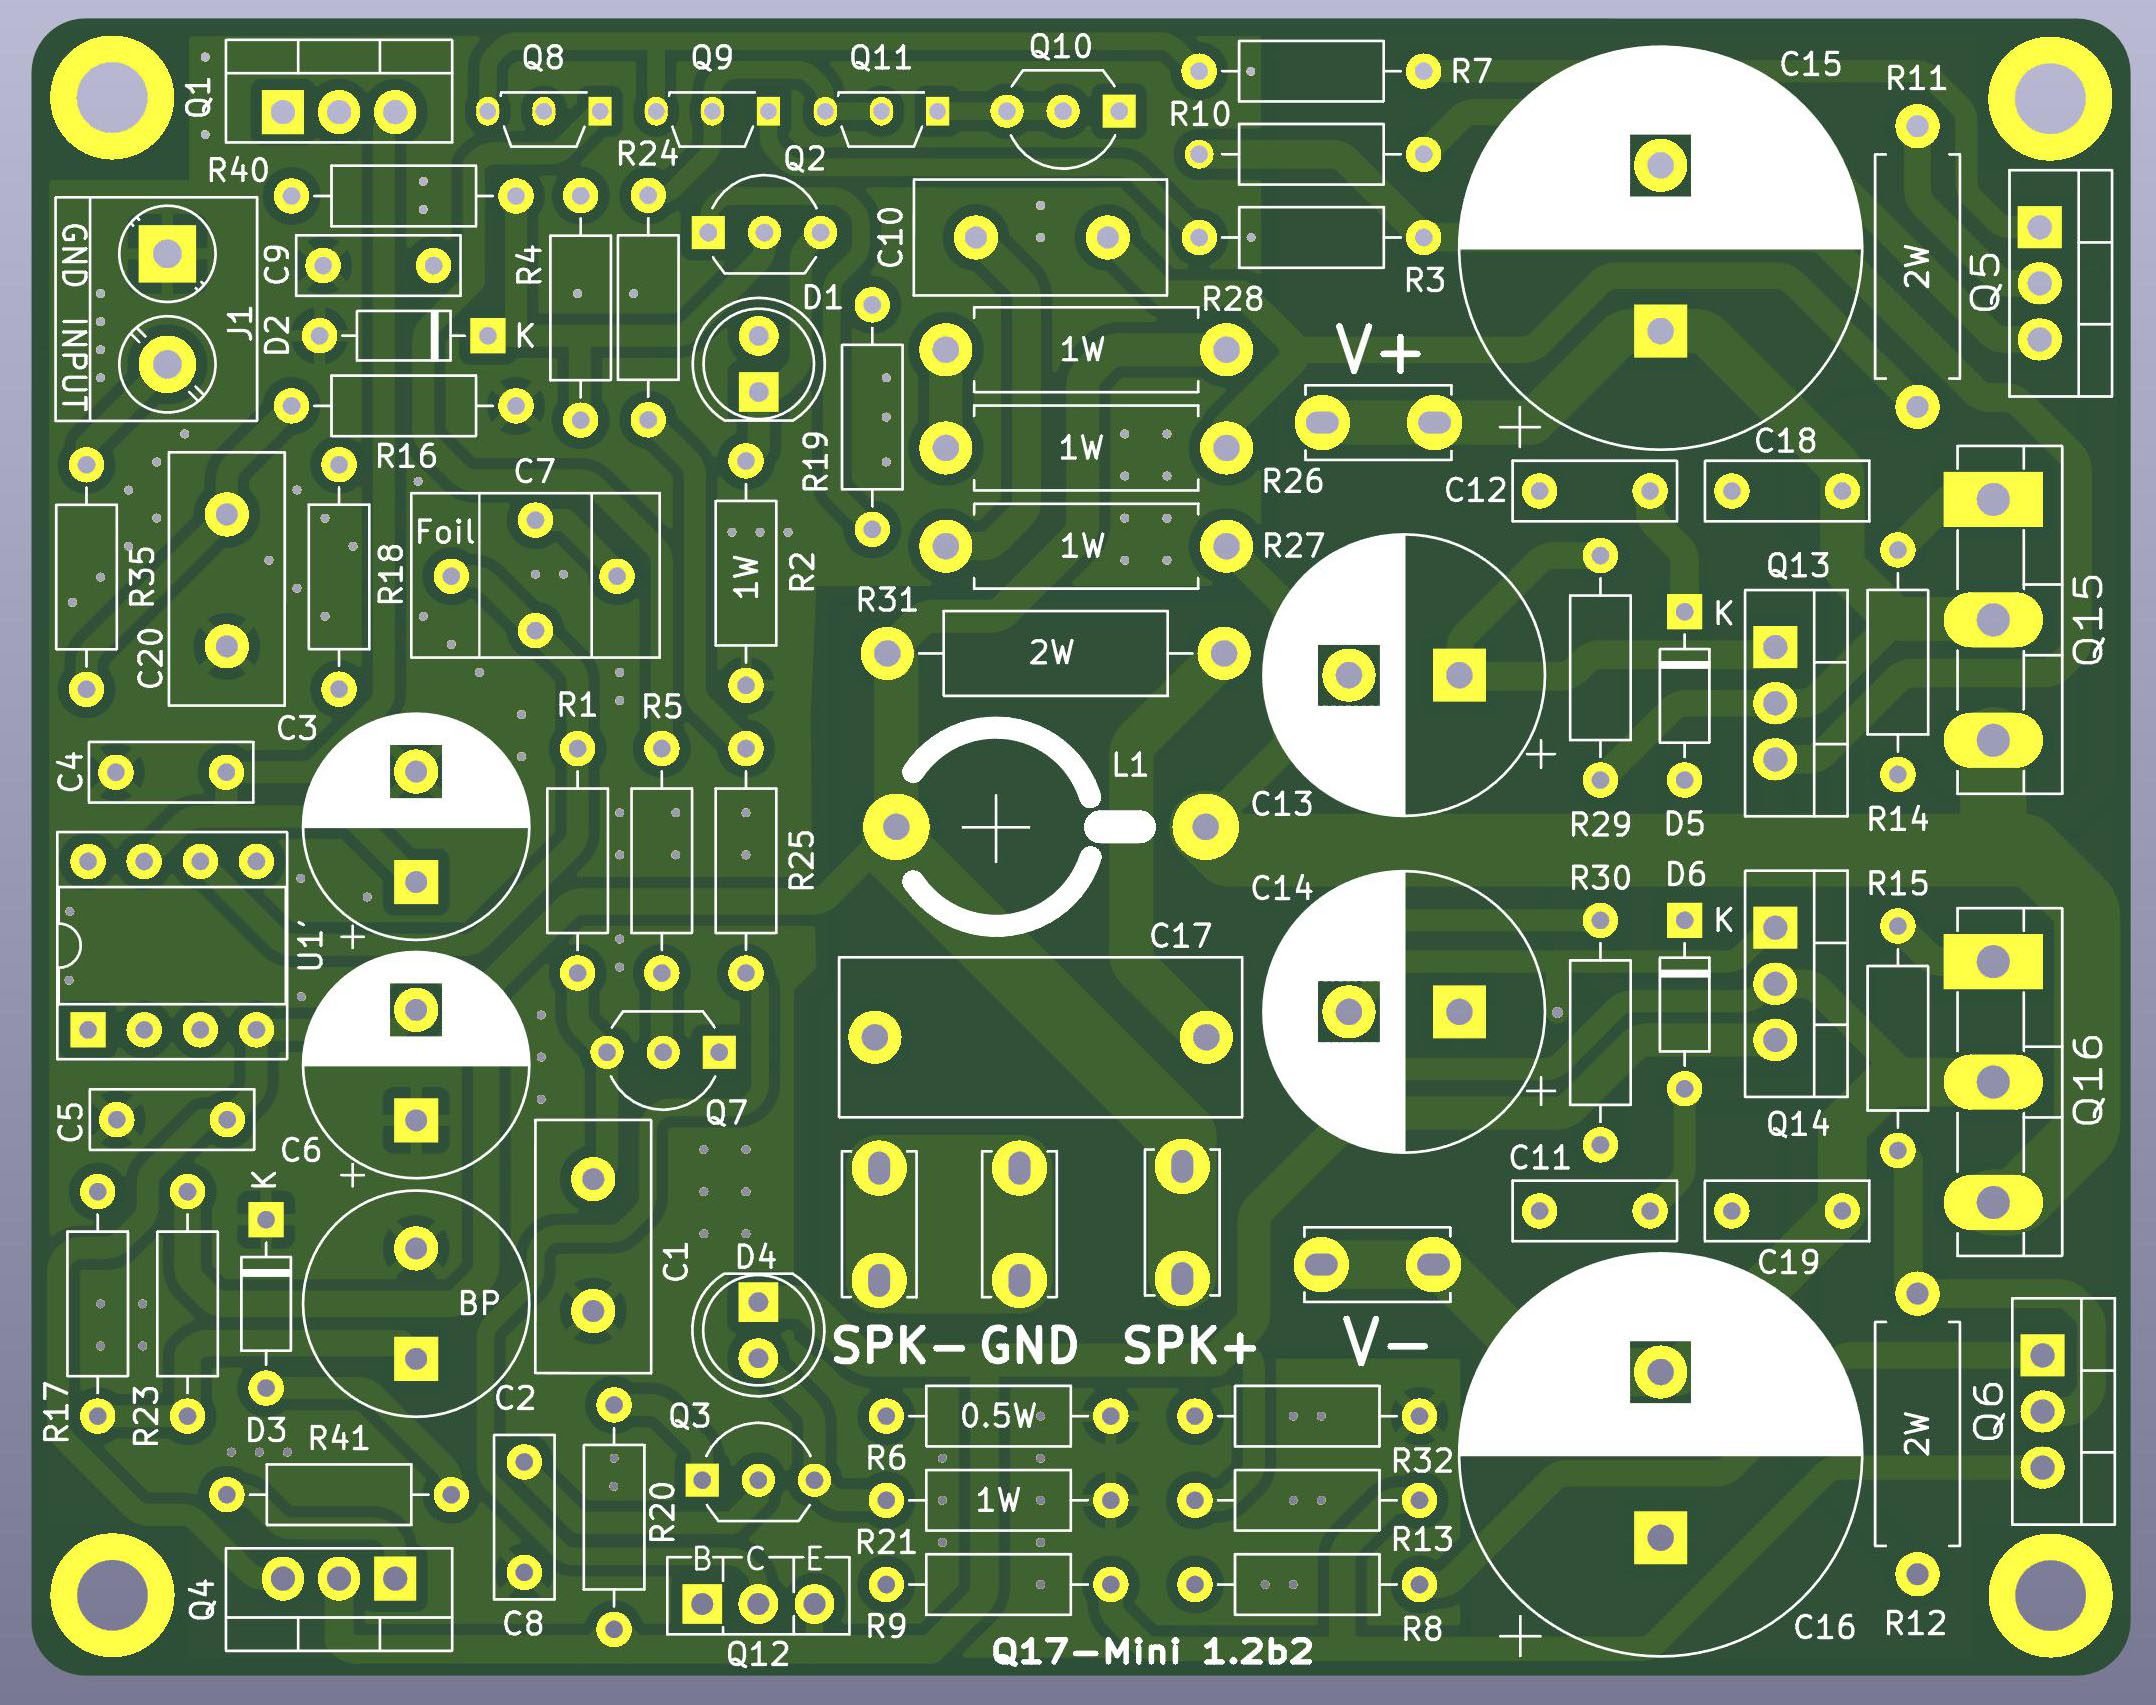 Q8
Q9
Q11
Q10
C15
R7
R11
Q1
R10
R24
Q2
R40
GND INPUT
C9
R4
C10
2W
Q5
R3
D1
R28
J1
D2
K
1W
V+
R16
R19
1W
C18
C7
R26
C12
Foil
R35
R18
1W
R2
1W
R27
Q13
R31
K
Q15
C20
2W
R1
R5
C3
L1
C4
C13
R29
D5
R14
R25
C14
R30
D6
R15
K
U1'
C17
Q16
C5
Q7
Q14
C6
C11
K
C1
D4
C19
BP
SPK-
GND
SPK+
V-
R17
R23
C2
Q3
0.5W
2W
Q6
D3
R41
R6
R32
1W
R20
R21
R13
B
C
E
Q4
C8
R9
R8
C16
R12
Q12
Q17-Mini 1.2b2